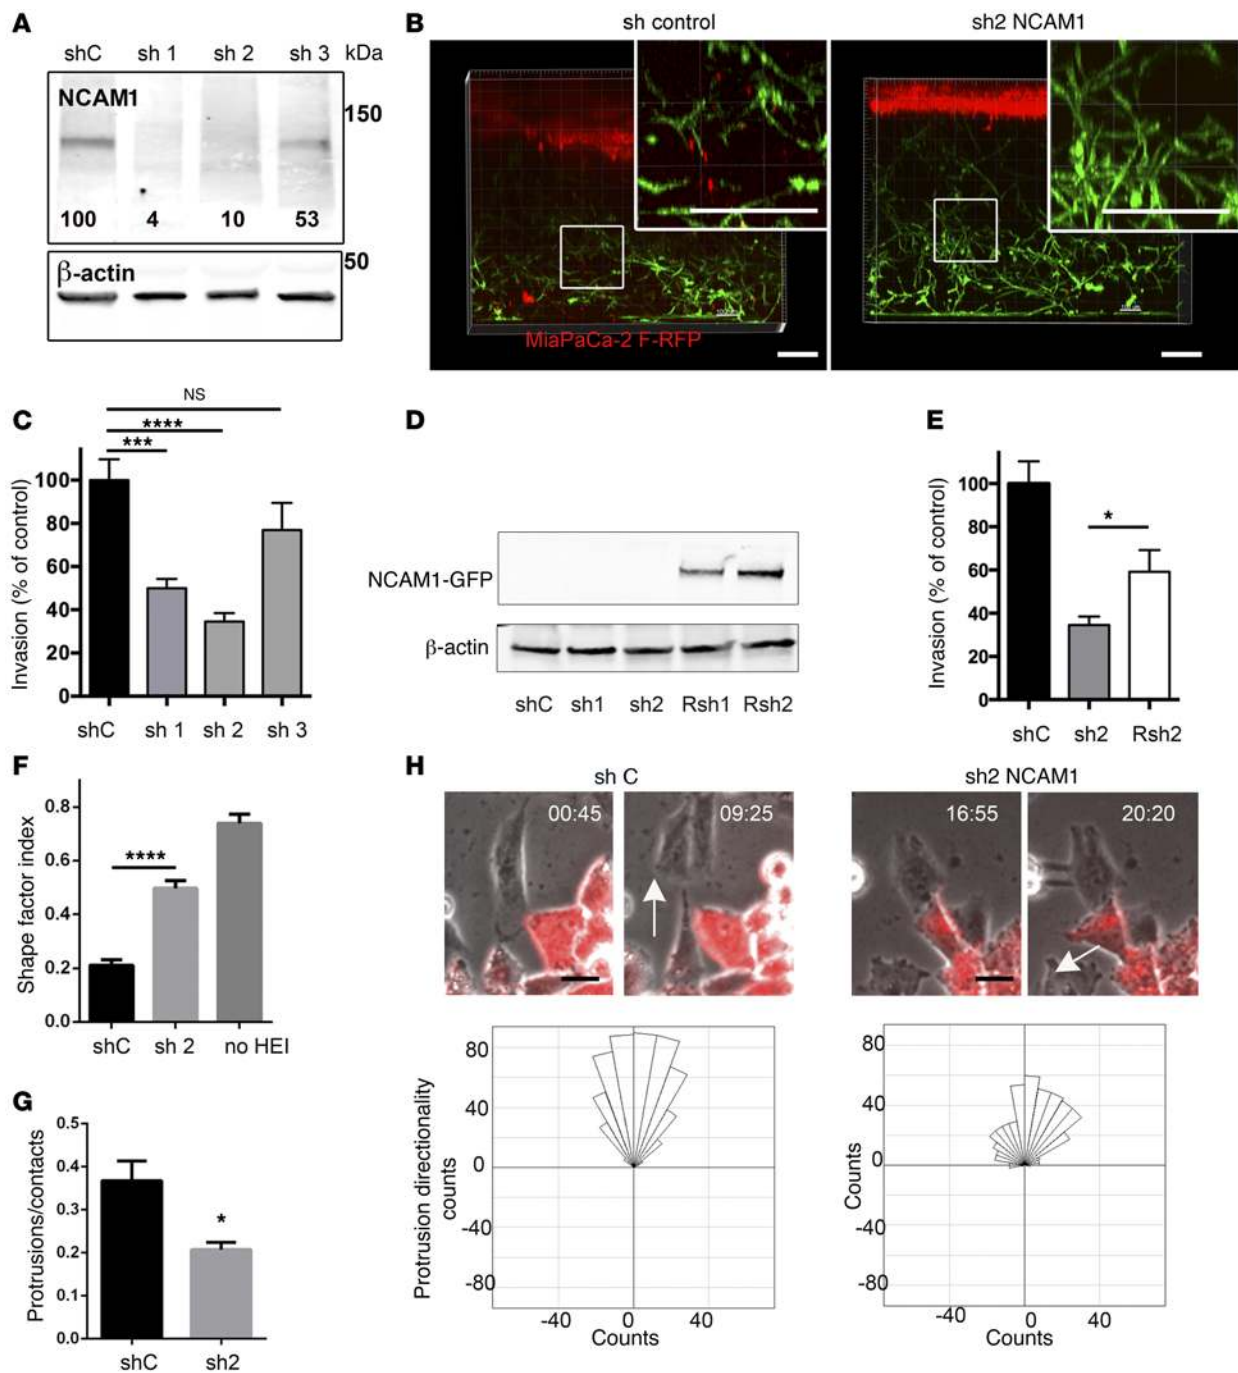 A
shC sh 1 sh 2 sh 3 kDa
NCAM1
150
100 4 10 53
50
β-actin
B
sh control sh2 NCAM1
MiaPaCa-2 F-RFP
C
NS
****
***
Invasion (% of control)
100
80
60
40
20
0
shC sh 1 sh 2 sh 3
D
NCAM1-GFP
β-actin
shC sh1 sh2 Rsh1 Rsh2
E
*
Invasion (% of control)
100
80
60
40
20
0
shC sh2 Rsh2
F
****
Shape factor index
0.8
0.6
0.4
0.2
0.0
shC sh 2 no HEI
G
*
Protrusions/contacts
0.5
0.4
0.3
0.2
0.1
0.0
shC sh2
H
sh C sh2 NCAM1
00:45 09:25 16:55 20:20
Protrusion directionality
counts
80
40
0
-40
-80
-40 0 40
Counts
Counts
80
40
0
-40
-80
-40 0 40
Counts